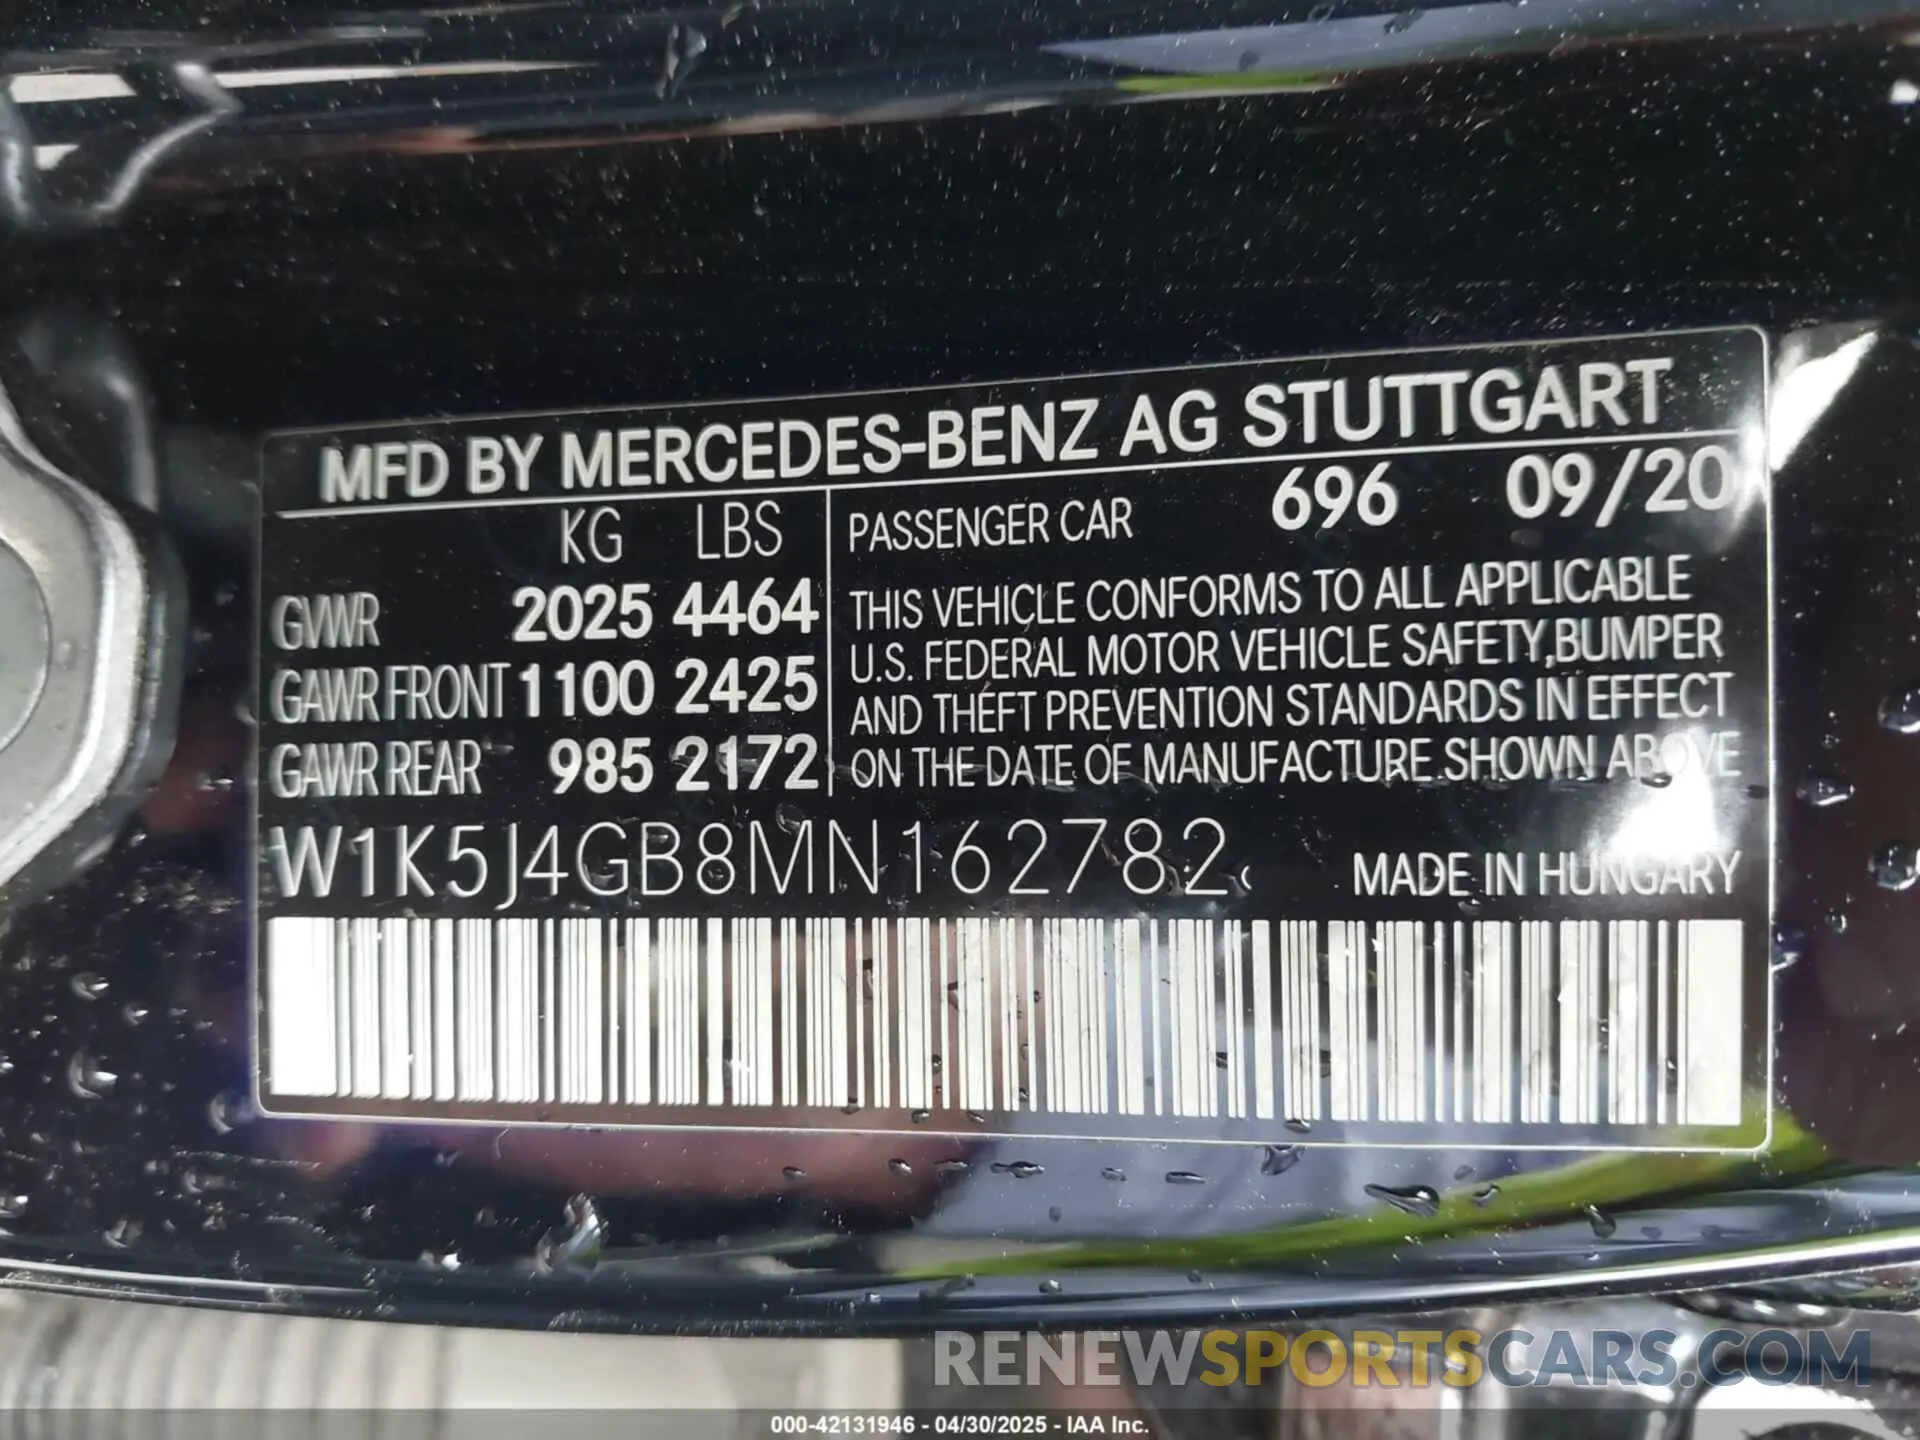 MFD BY MERCEDES-BENZ AG STUTTGART
KG LBS
GVWR 2025 4464
GAWR FRONT 1100 2425
GAWR REAR 985 2172
PASSENGER CAR 696 09/20
THIS VEHICLE CONFORMS TO ALL APPLICABLE
U.S. FEDERAL MOTOR VEHICLE SAFETY,BUMPER
AND THEFT PREVENTION STANDARDS IN EFFECT
ON THE DATE OF MANUFACTURE SHOWN ABOVE
W1K5J4GB8MN162782
MADE IN HUNGARY
RENEWSPORTSCARS.COM
000-42131946 - 04/30/2025 - IAA Inc.